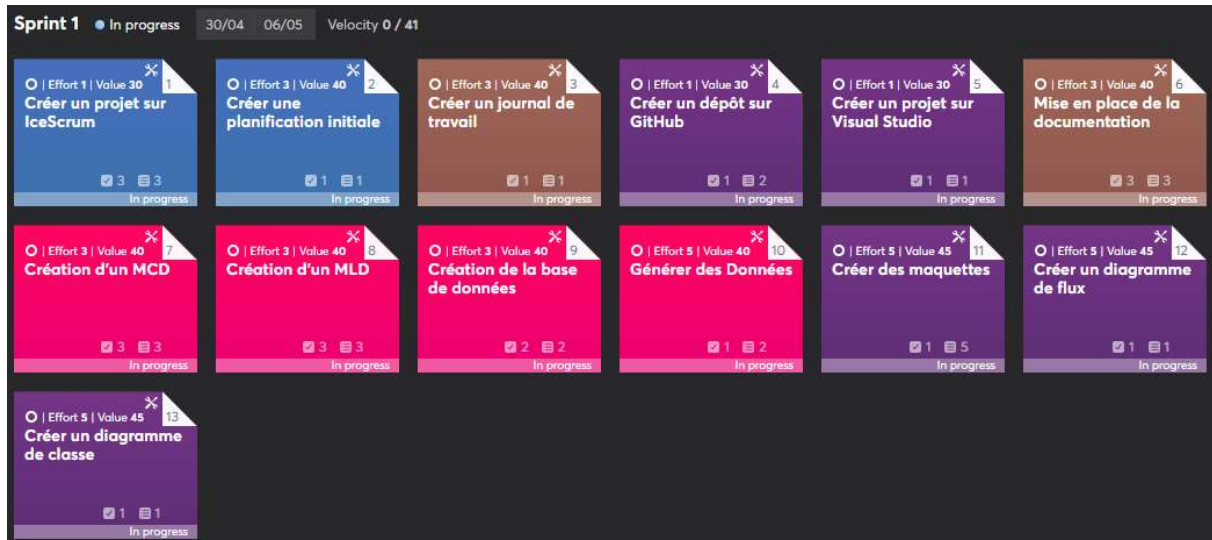 Sprint 1 In progress 30/04 06/05 Velocity 0 / 41
| Effort 1 | Value 30 1
Créer un projet sur
IceScrum
3 3
In progress
| Effort 3 | Value 40 2
Créer une
planification initiale
1 1
In progress
| Effort 3 | Value 40 3
Créer un journal de
travail
1 1
In progress
| Effort 1 | Value 30 4
Créer un dépôt sur
GitHub
1 2
In progress
| Effort 1 | Value 30 5
Créer un projet sur
Visual Studio
1 1
In progress
| Effort 3 | Value 40 6
Mise en place de la
documentation
3 3
In progress
| Effort 3 | Value 40 7
Création d'un MCD
3 3
In progress
| Effort 3 | Value 40 8
Création d'un MLD
3 3
In progress
| Effort 3 | Value 40 9
Création de la base
de données
2 2
In progress
| Effort 5 | Value 40 10
Générer des Données
1 2
In progress
| Effort 5 | Value 45 11
Créer des maquettes
1 5
In progress
| Effort 5 | Value 45 12
Créer un diagramme
de flux
1 1
In progress
| Effort 5 | Value 45 13
Créer un diagramme
de classe
1 1
In progress